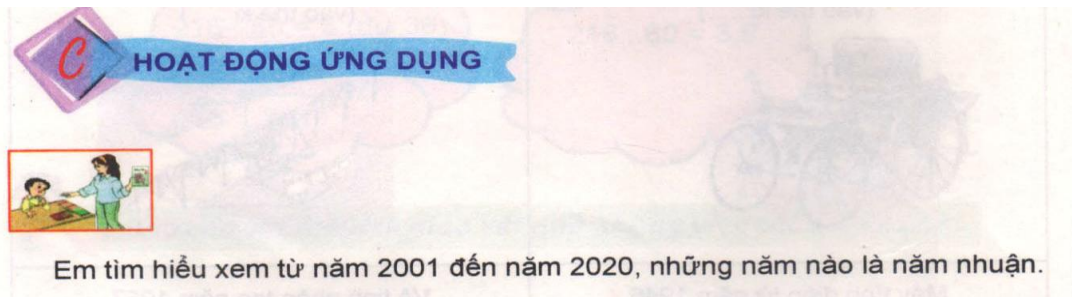 C
HOẠT ĐỘNG ỨNG DỤNG
Em tìm hiểu xem từ năm 2001 đến năm 2020, những năm nào là năm nhuận.